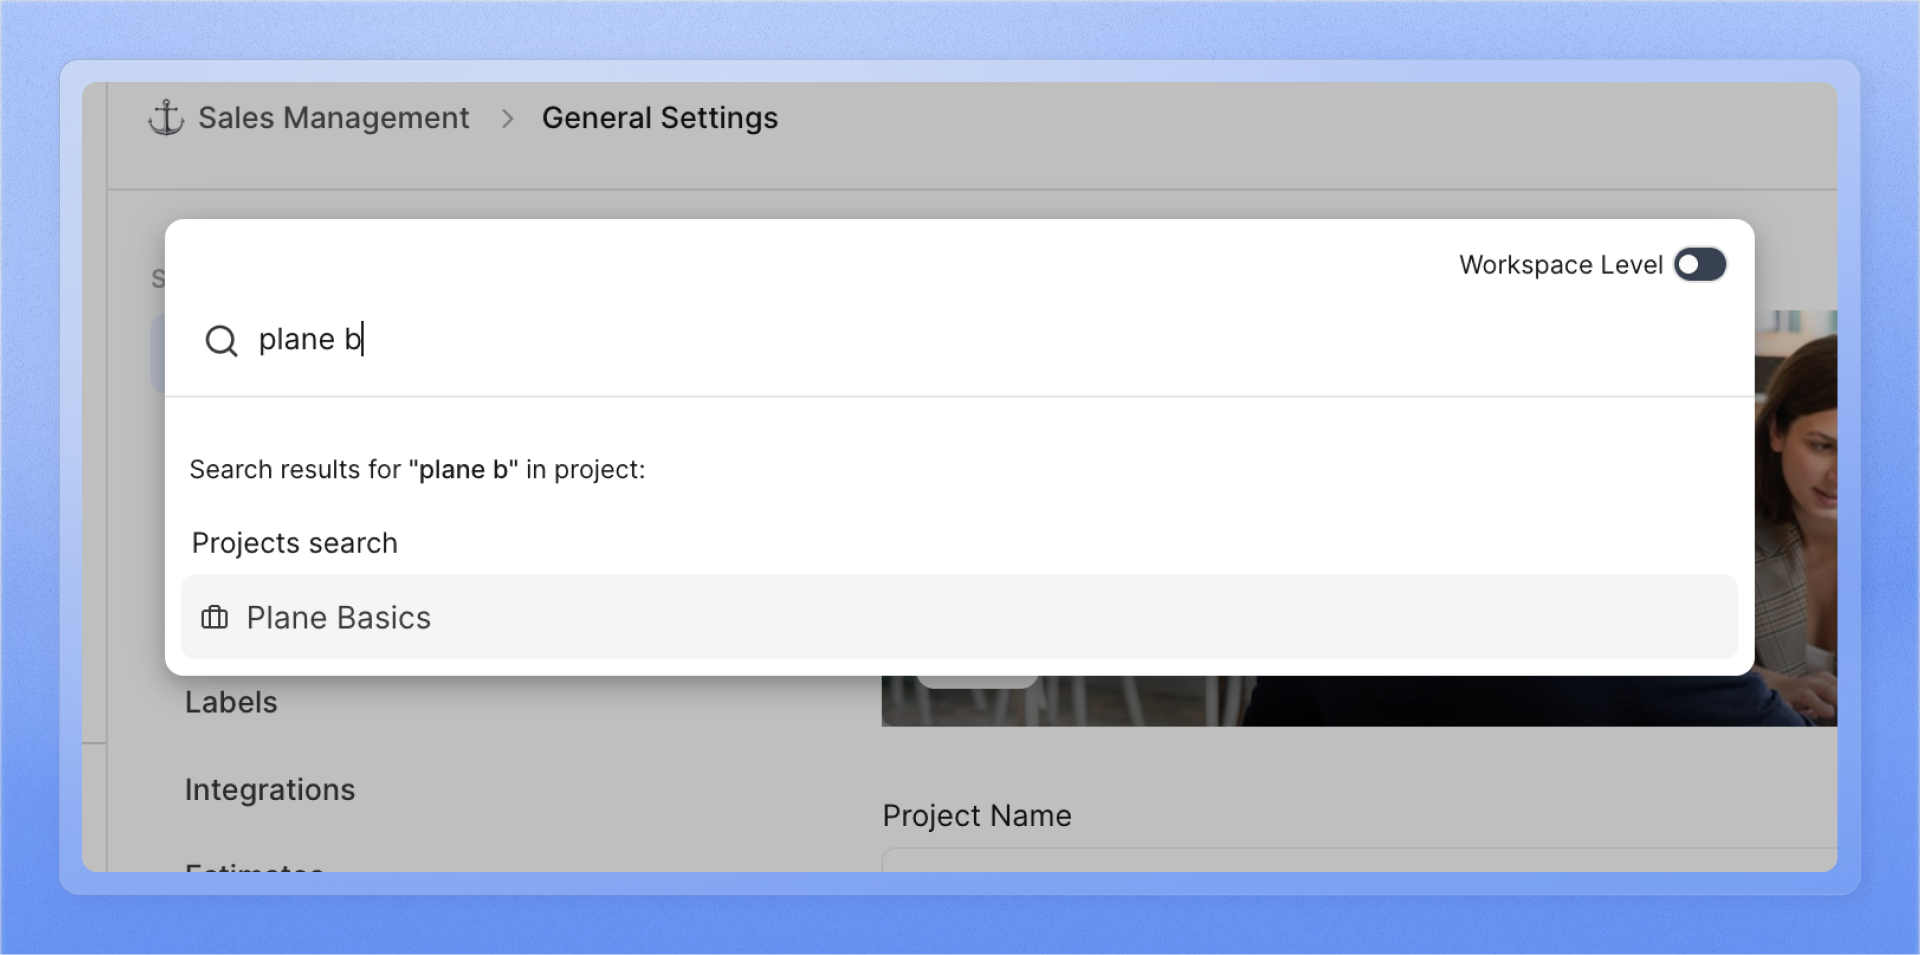 Sales Management > General Settings
Workspace Level
plane b
Search results for "plane b" in project:
Projects search
Plane Basics
Labels
Integrations
Estimates
Project Name